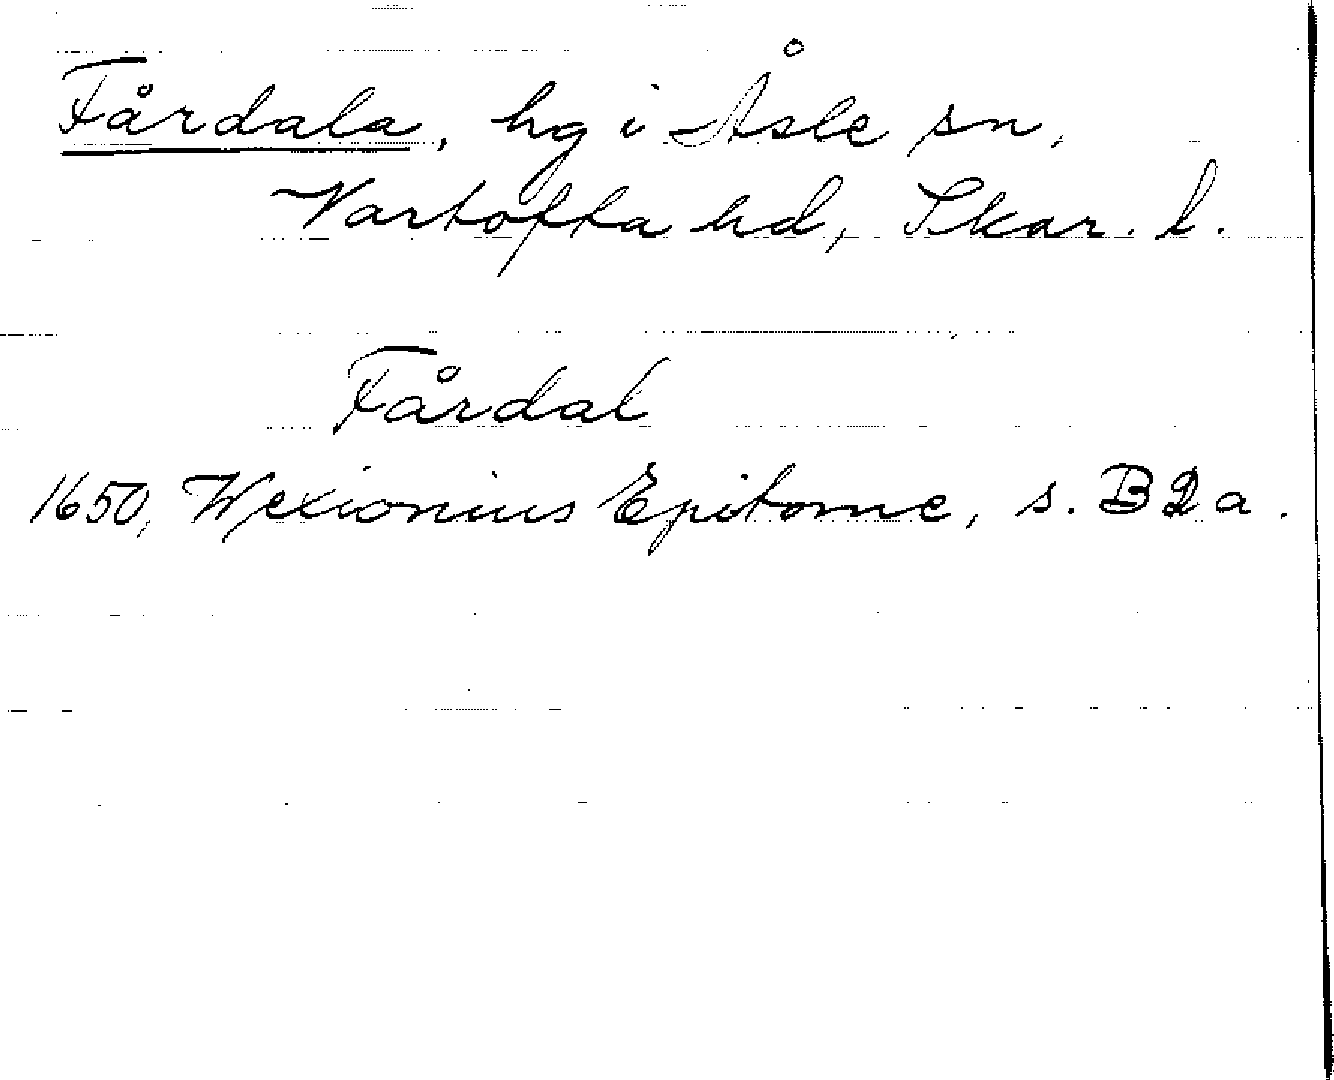 Fårdala, hg i Åsle sn,
Vartofta hd, Skar. l.
Fårdal
1650, Wexionius Epitome, s. B2a.